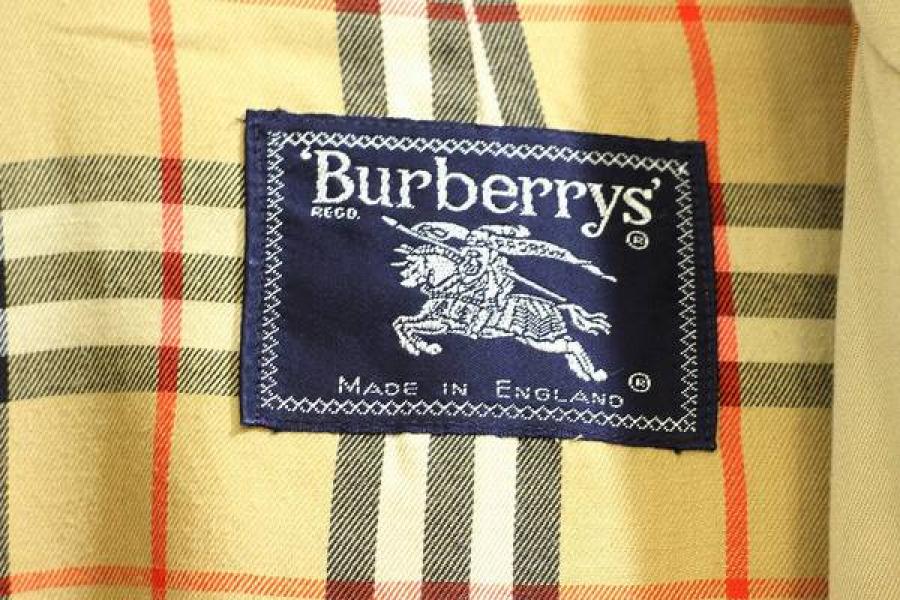 'Burberrys'
REGD.
®
MADE IN ENGLAND ®